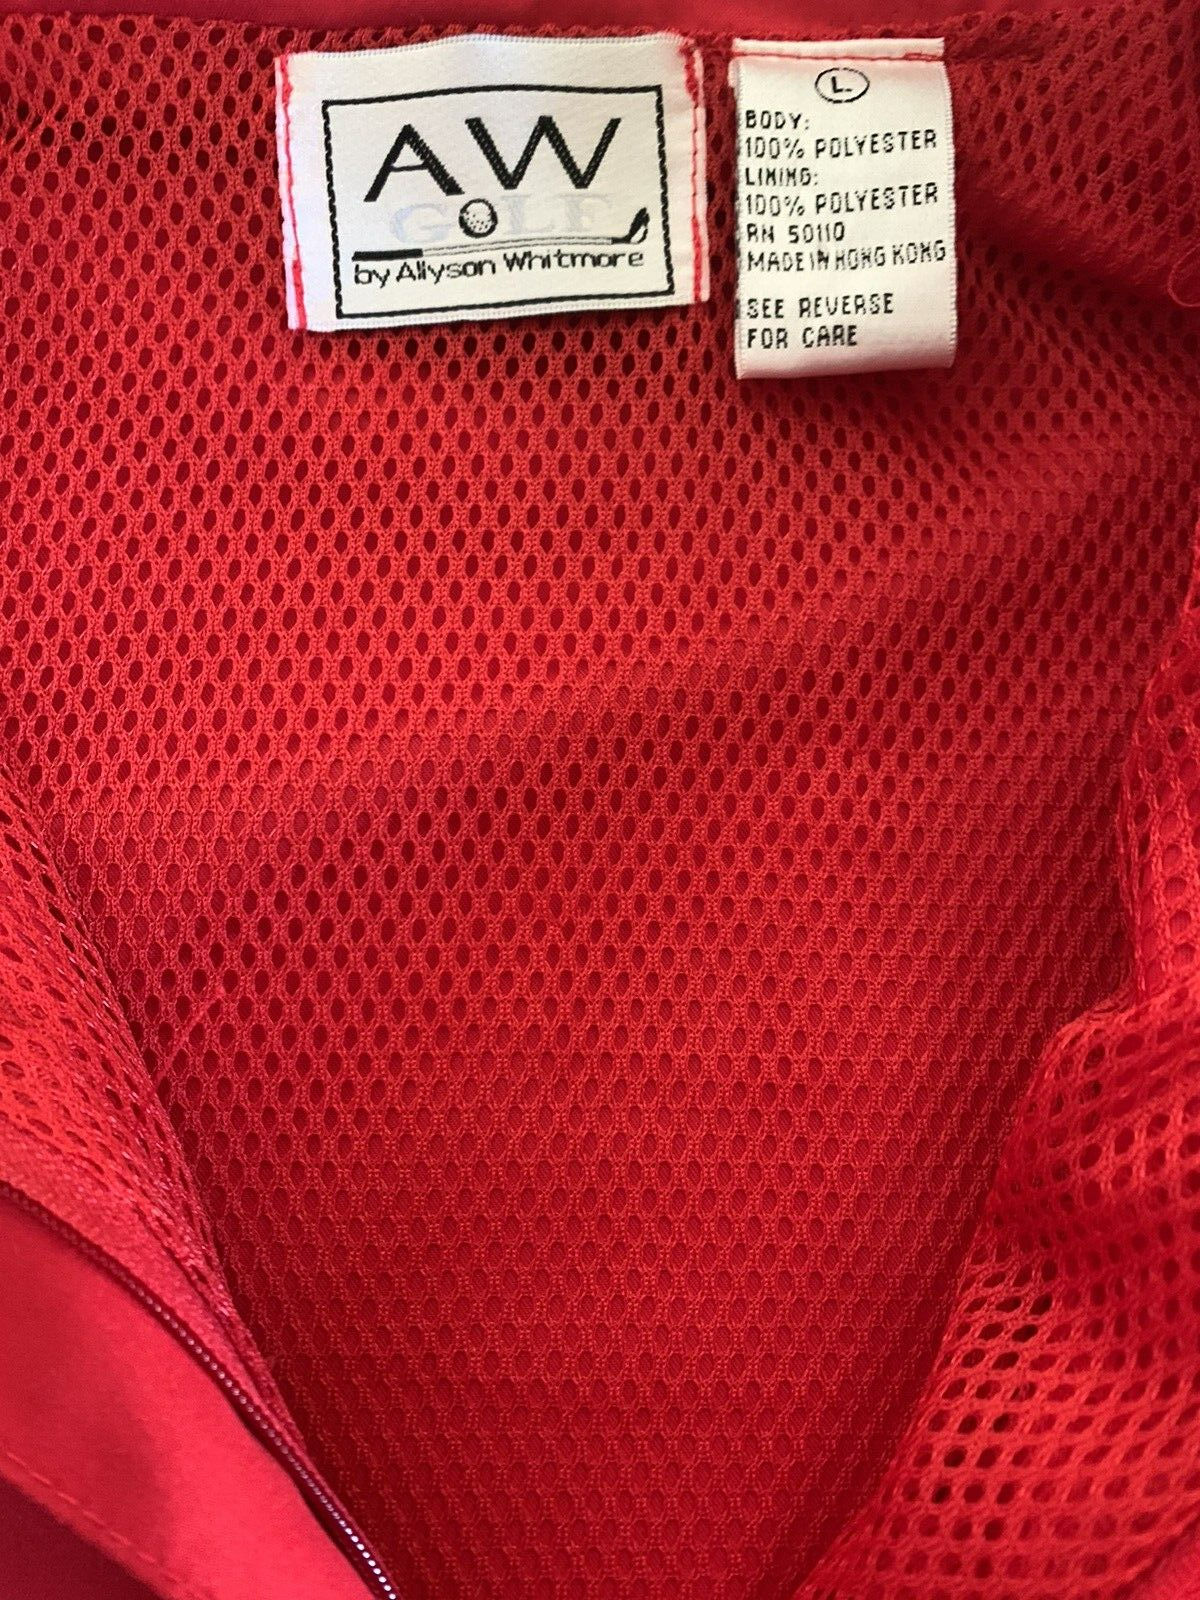 AW
GOLF
by Allyson Whitmore
L.
BODY:
100% POLYESTER
LINING:
100% POLYESTER
RN 50110
MADE IN HONG KONG
SEE REVERSE
FOR CARE